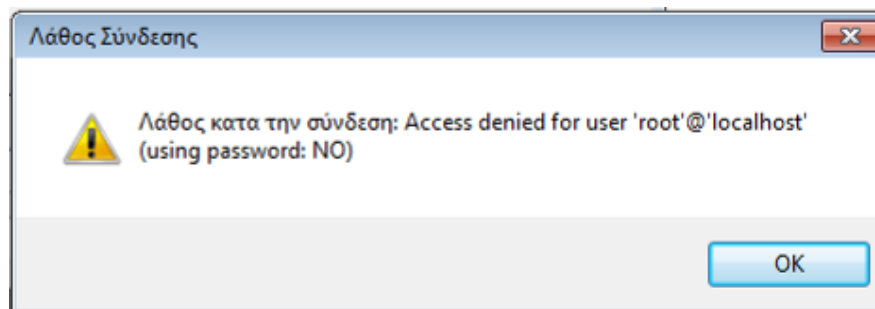 Λάθος Σύνδεσης
Λάθος κατα την σύνδεση: Access denied for user 'root'@'localhost'
(using password: NO)
OK